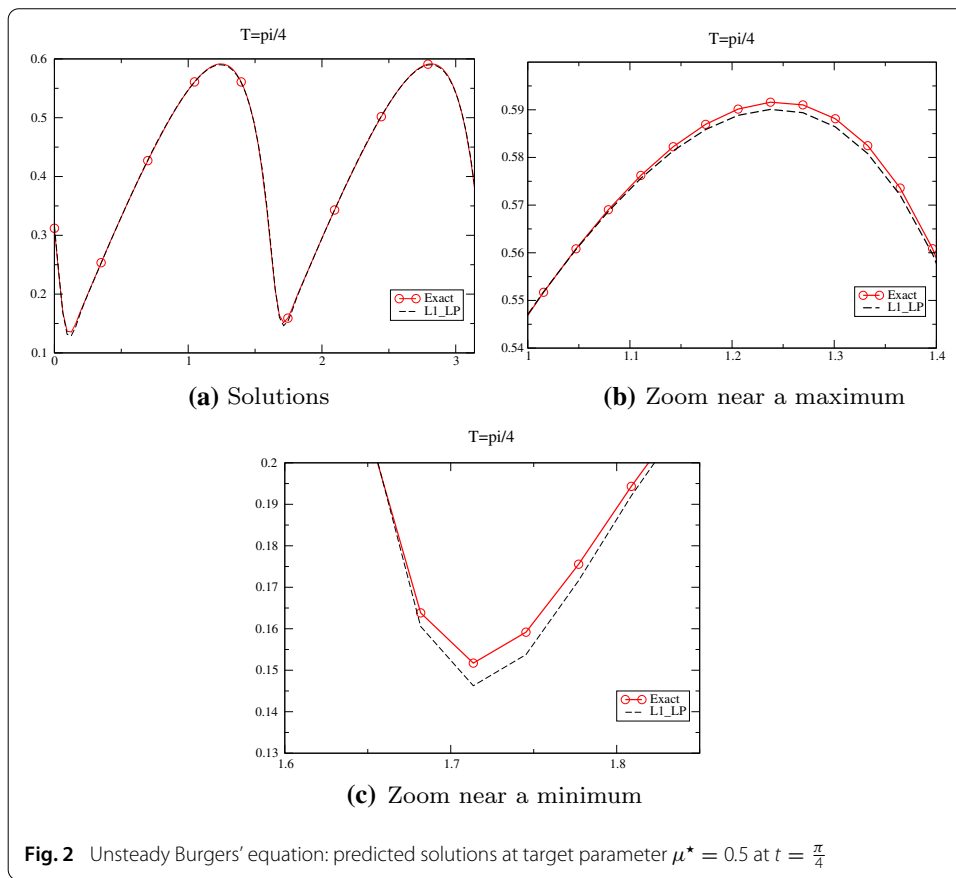 T=pi/4
0.6
0.5
0.4
0.3
0.2
0.1
0 1 2 3
Exact
L1_LP
(a) Solutions
T=pi/4
0.59
0.58
0.57
0.56
0.55
0.54
1 1.1 1.2 1.3 1.4
Exact
L1_LP
(b) Zoom near a maximum
T=pi/4
0.2
0.19
0.18
0.17
0.16
0.15
0.14
0.13
1.6 1.7 1.8
Exact
L1_LP
(c) Zoom near a minimum
Fig. 2 Unsteady Burgers' equation: predicted solutions at target parameter μ⋆ = 0.5 at t = π/4